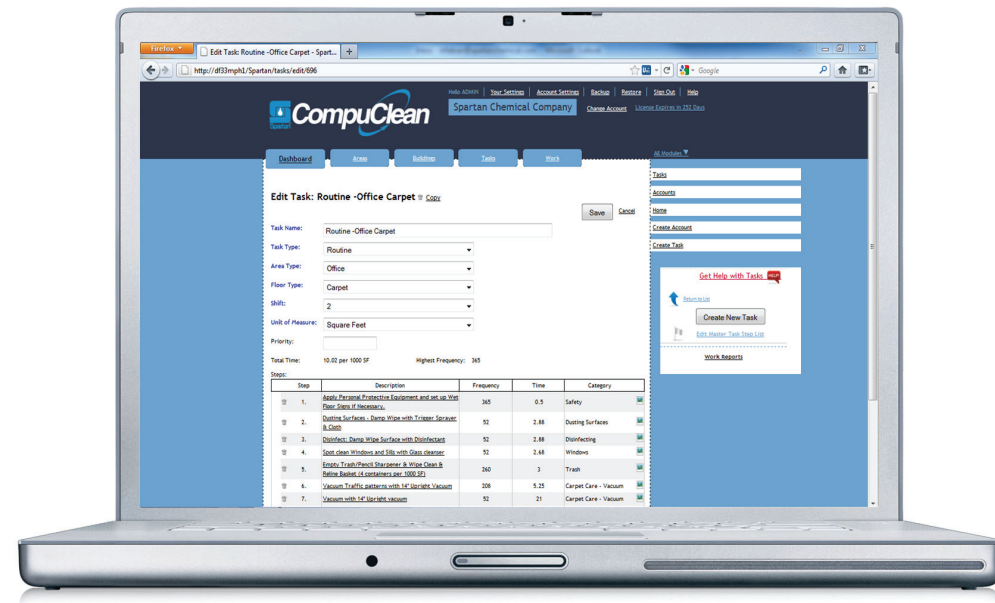 Firefox
Edit Task: Routine -Office Carpet - Spart...
+
http://df33mph1/Spartan/tasks/edit/696
Google
Hello ADMIN | Your Settings | Account Settings | Backup | Restore | Sign Out | Help
Spartan
CompuClean
Spartan Chemical Company
Change Account
License Expires in 252 Days
Dashboard
Areas
Buildings
Tasks
Work
All Modules
Tasks
Accounts
Home
Create Account
Create Task
Edit Task: Routine -Office Carpet Copy
Save Cancel
Task Name: Routine -Office Carpet
Task Type: Routine
Area Type: Office
Floor Type: Carpet
Shift: 2
Unit of Measure: Square Feet
Priority:
Total Time: 10.02 per 1000 SF Highest Frequency: 365
Steps:
Step Description Frequency Time Category
1. Apply Personal Protective Equipment and set up Wet Floor Signs if Necessary. 365 0.5 Safety
2. Dusting Surfaces - Damp Wipe with Trigger Sprayer & Cloth 52 2.88 Dusting Surfaces
3. Disinfect: Damp Wipe Surface with Disinfectant 52 2.88 Disinfecting
4. Spot clean Windows and Sills with Glass cleanser 52 2.68 Windows
5. Empty Trash/Pencil Sharpener & Wipe Clean & Reline Basket (4 containers per 1000 SF) 260 3 Trash
6. Vacuum Traffic patterns with 14" Upright Vacuum 208 5.25 Carpet Care - Vacuum
7. Vacuum with 14" Upright vacuum 52 21 Carpet Care - Vacuum
Get Help with Tasks HELP!
Return to List
Create New Task
Edit Master Task Step List
Work Reports